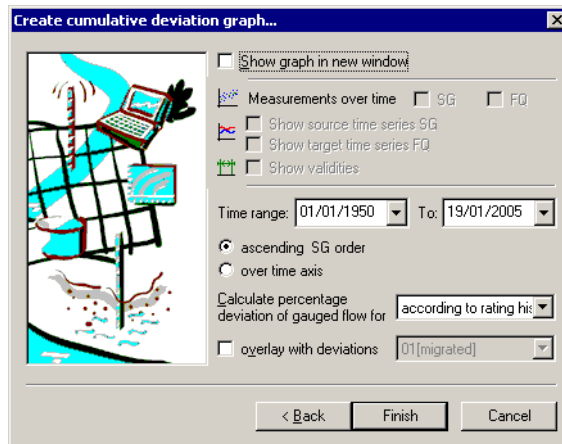 Create cumulative deviation graph...
Show graph in new window
Measurements over time SG FQ
Show source time series SG
Show target time series FQ
Show validities
Time range: 01/01/1950 To: 19/01/2005
ascending SG order
over time axis
Calculate percentage
deviation of gauged flow for according to rating his
overlay with deviations 01[migrated]
< Back Finish Cancel